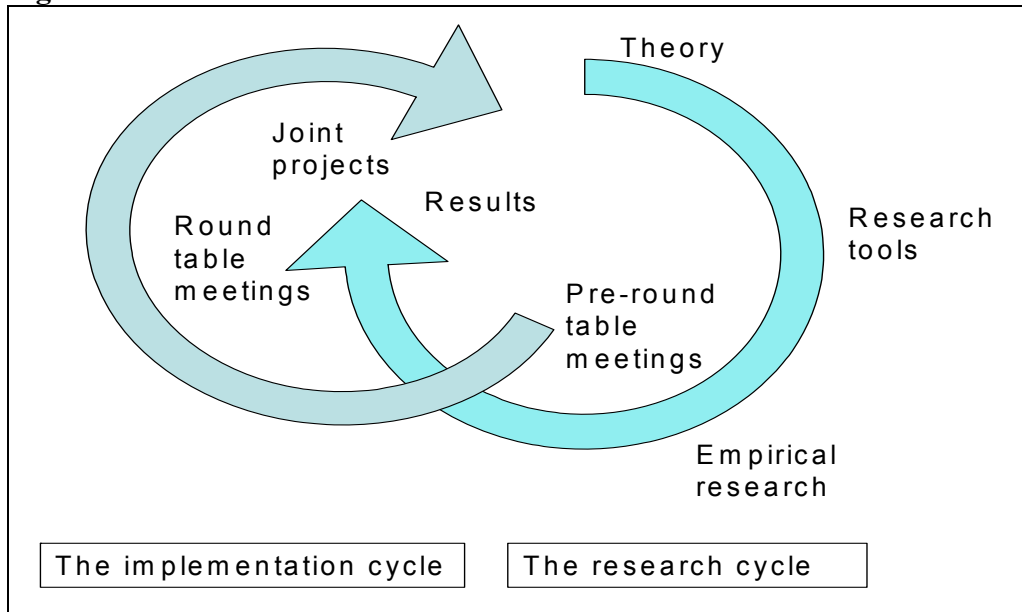 Theory
Joint
projects
Results
Research
tools
Round
table
meetings
Pre-round
table
meetings
Empirical
research
The implementation cycle
The research cycle